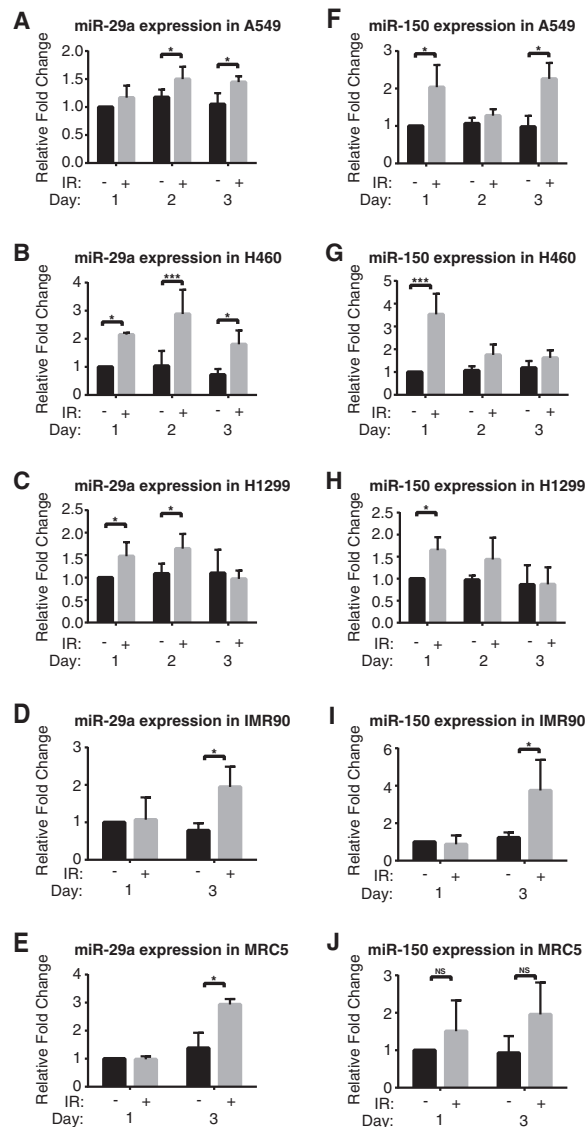 A miR-29a expression in A549
Relative Fold Change
2.0
1.5
1.0
0.5
0.0
* *
IR: - + - + - +
Day: 1 2 3
B miR-29a expression in H460
Relative Fold Change
4
3
2
1
0
* *** *
IR: - + - + - +
Day: 1 2 3
C miR-29a expression in H1299
Relative Fold Change
2.5
2.0
1.5
1.0
0.5
0.0
* *
IR: - + - + - +
Day: 1 2 3
D miR-29a expression in IMR90
Relative Fold Change
3
2
1
0
*
IR: - + - +
Day: 1 3
E miR-29a expression in MRC5
Relative Fold Change
4
3
2
1
0
*
IR: - + - +
Day: 1 3
F miR-150 expression in A549
Relative Fold Change
3
2
1
0
* *
IR: - + - + - +
Day: 1 2 3
G miR-150 expression in H460
Relative Fold Change
5
4
3
2
1
0
***
IR: - + - + - +
Day: 1 2 3
H miR-150 expression in H1299
Relative Fold Change
2.5
2.0
1.5
1.0
0.5
0.0
*
IR: - + - + - +
Day: 1 2 3
I miR-150 expression in IMR90
Relative Fold Change
6
4
2
0
*
IR: - + - +
Day: 1 3
J miR-150 expression in MRC5
Relative Fold Change
3
2
1
0
NS NS
IR: - + - +
Day: 1 3